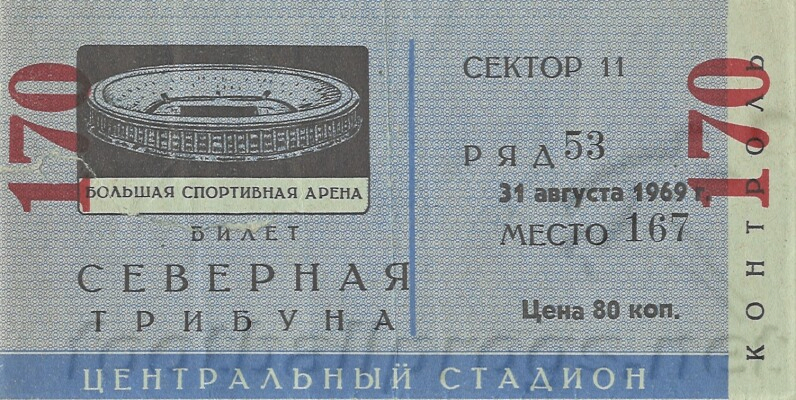 170
БОЛЬШАЯ СПОРТИВНАЯ АРЕНА
БИЛЕТ
СЕВЕРНАЯ
ТРИБУНА
СЕКТОР 11
РЯД 53
31 августа 1969 г.
МЕСТО 167
Цена 80 коп.
170
КОНТРОЛЬ
ЦЕНТРАЛЬНЫЙ СТАДИОН